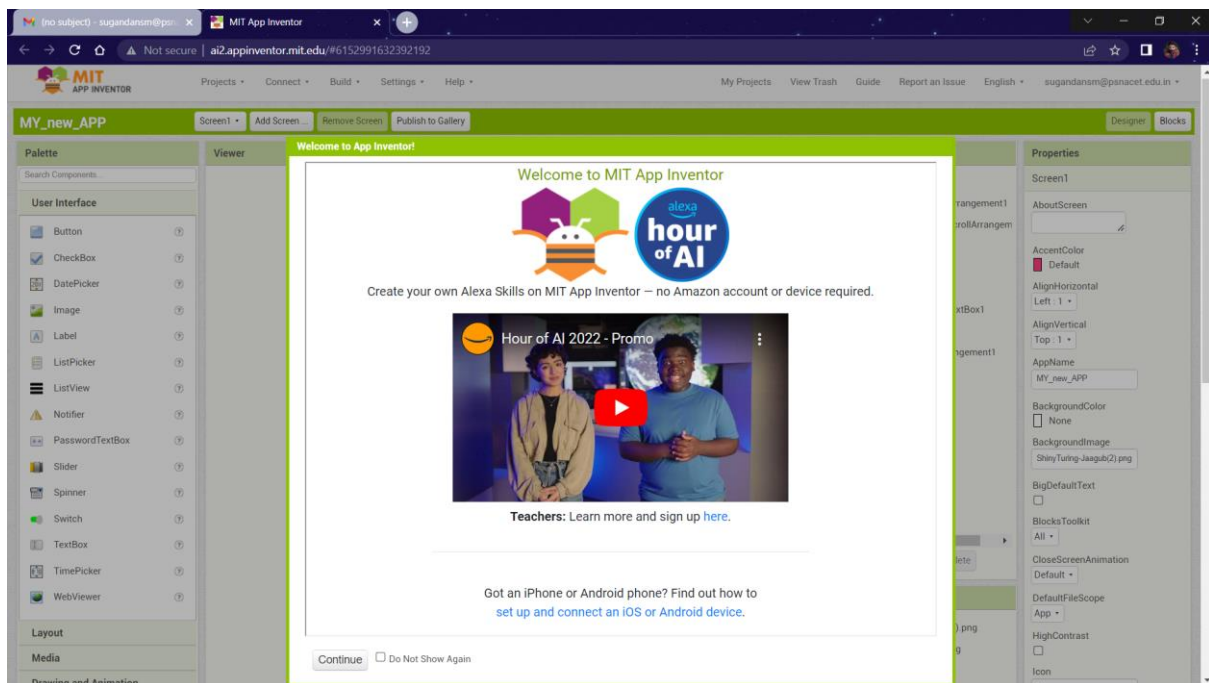 (no subject) - sugandansm@psna
MIT App Inventor
Not secure
ai2.appinventor.mit.edu/#6152991632392192
MIT
APP INVENTOR
Projects
Connect
Build
Settings
Help
My Projects
View Trash
Guide
Report an Issue
English
sugandansm@psnacet.edu.in
MY_new_APP
Screen1
Add Screen ...
Remove Screen
Publish to Gallery
Designer
Blocks
Palette
Search Components...
User Interface
Button
CheckBox
DatePicker
Image
Label
ListPicker
ListView
Notifier
PasswordTextBox
Slider
Spinner
Switch
TextBox
TimePicker
WebViewer
Layout
Media
Drawing and Animation
Viewer
Welcome to App Inventor!
Welcome to MIT App Inventor
alexa
hour
of AI
Create your own Alexa Skills on MIT App Inventor — no Amazon account or device required.
Hour of AI 2022 - Promo
Teachers: Learn more and sign up here.
Got an iPhone or Android phone? Find out how to
set up and connect an iOS or Android device.
Continue
Do Not Show Again
rangement1
rollArrangem
xtBox1
ngement1
lete
).png
Properties
Screen1
AboutScreen
AccentColor
Default
AlignHorizontal
Left : 1
AlignVertical
Top : 1
AppName
MY_new_APP
BackgroundColor
None
BackgroundImage
ShinyTuring-Jaagub(2).png
BigDefaultText
BlocksToolkit
All
CloseScreenAnimation
Default
DefaultFileScope
App
HighContrast
Icon